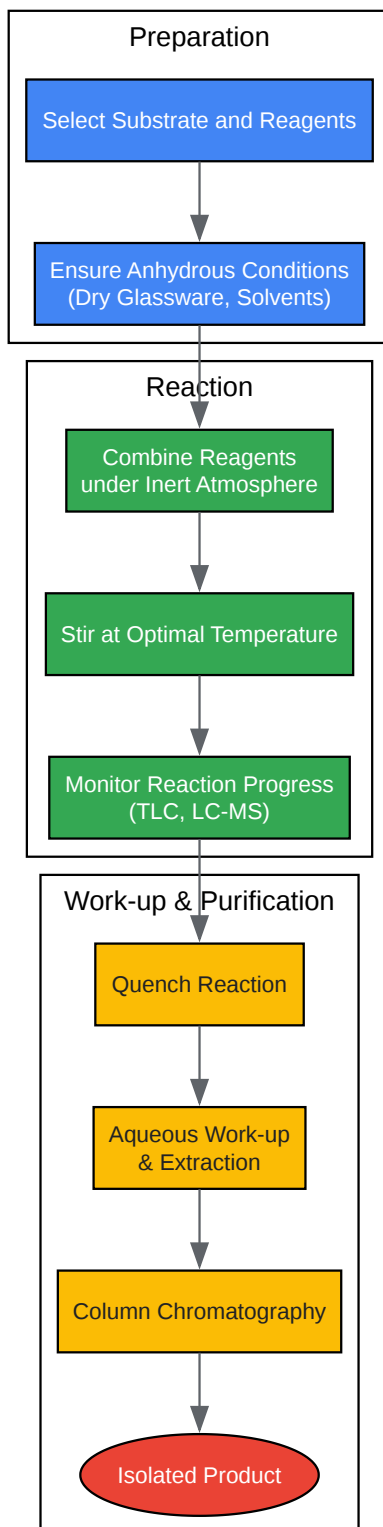 Preparation
Select Substrate and Reagents
Ensure Anhydrous Conditions
(Dry Glassware, Solvents)
Reaction
Combine Reagents
under Inert Atmosphere
Stir at Optimal Temperature
Monitor Reaction Progress
(TLC, LC-MS)
Work-up & Purification
Quench Reaction
Aqueous Work-up
& Extraction
Column Chromatography
Isolated Product